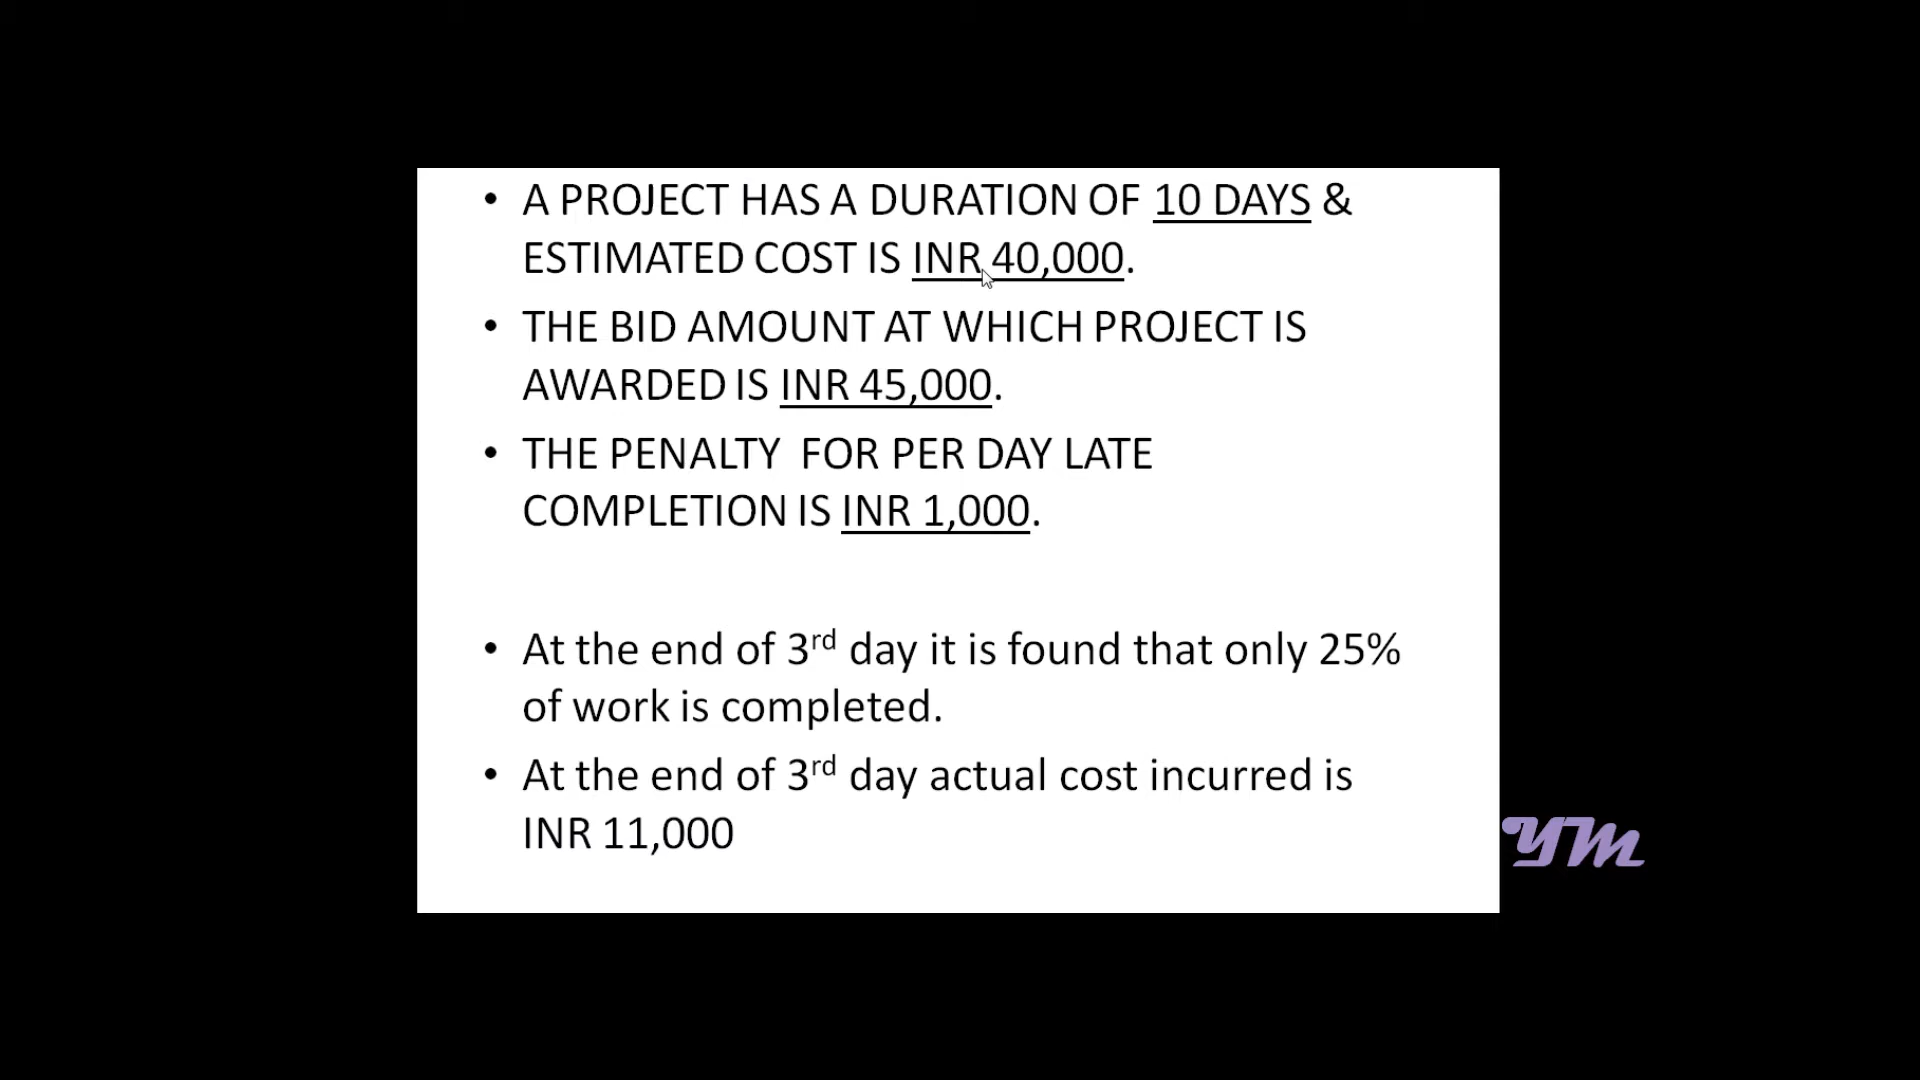 • A PROJECT HAS A DURATION OF 10 DAYS &
ESTIMATED COST IS INR 40,000.
• THE BID AMOUNT AT WHICH PROJECT IS
AWARDED IS INR 45,000.
• THE PENALTY FOR PER DAY LATE
COMPLETION IS INR 1,000.
• At the end of 3rd day it is found that only 25%
of work is completed.
• At the end of 3rd day actual cost incurred is
INR 11,000
YM